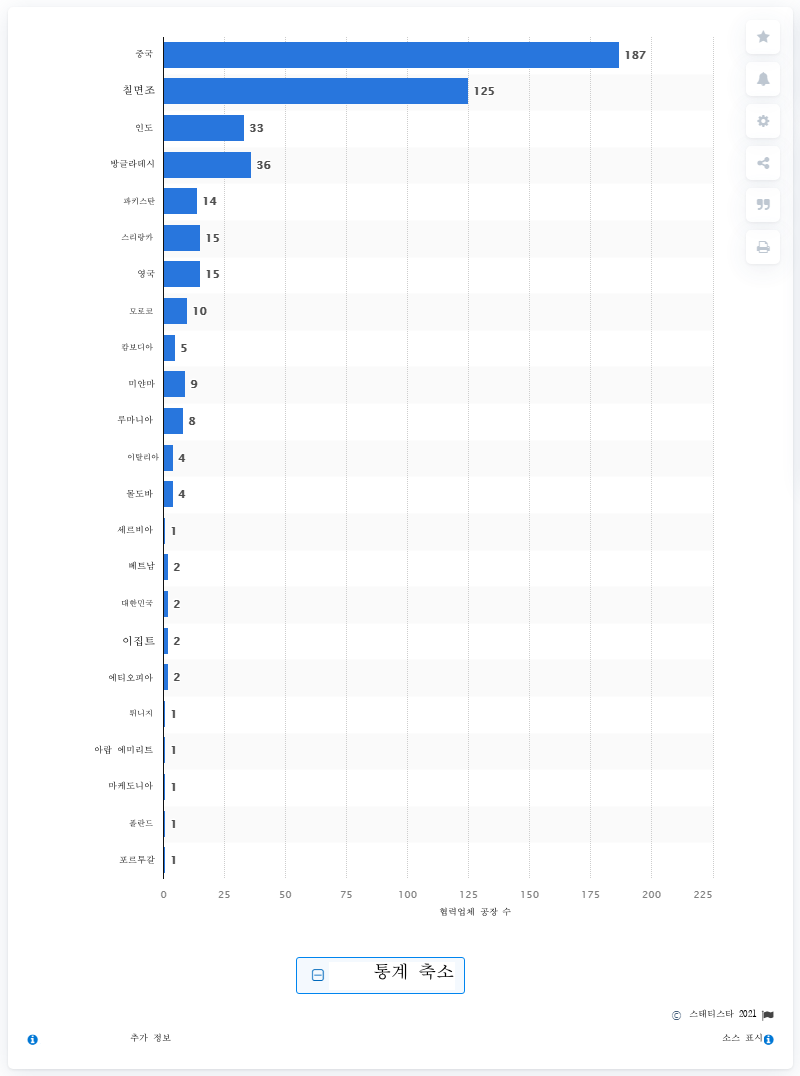 중국 187
칠면조 125
인도 33
방글라데시 36
파키스탄 14
스리랑카 15
영국 15
모로코 10
캄보디아 5
미얀마 9
루마니아 8
이탈리아 4
몰도바 4
세르비아 1
베트남 2
대한민국 2
이집트 2
에티오피아 2
튀니지 1
아랍 에미리트 1
마케도니아 1
폴란드 1
포르투갈 1
0 25 50 75 100 125 150 175 200 225
협력업체 공장 수
통계 축소
© 스태티스타 2021
추가 정보 소스 표시